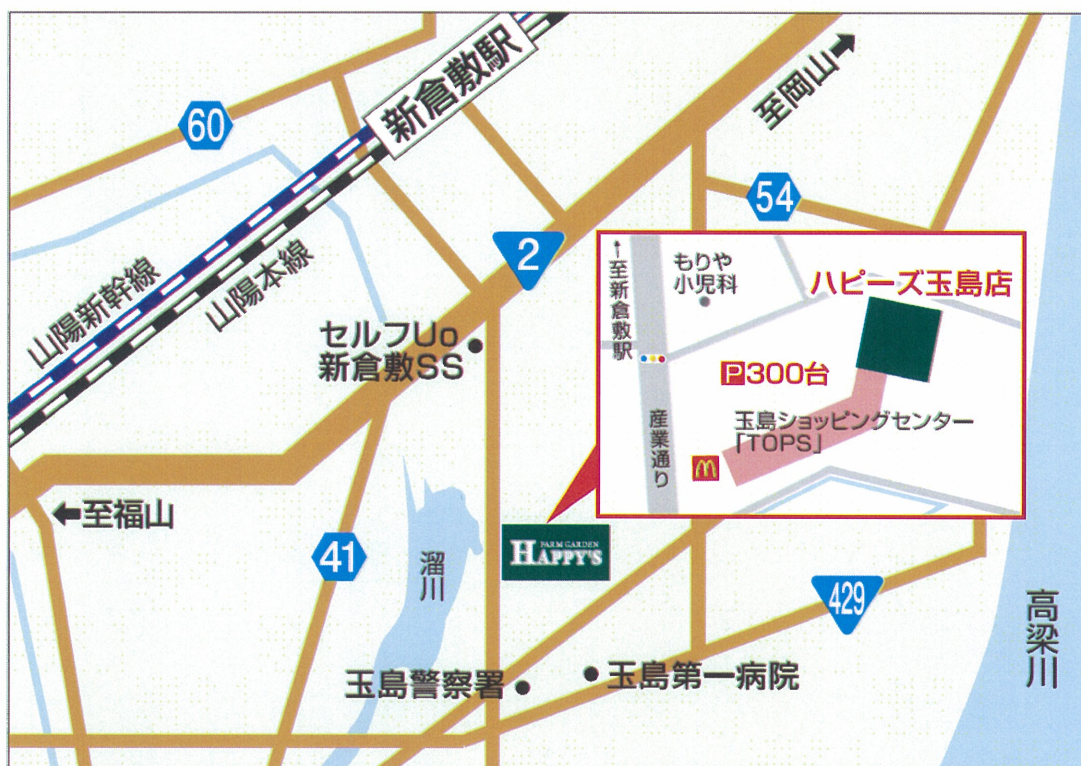 新倉敷駅
至岡山
60
54
2
山陽新幹線
山陽本線
セルフUo
新倉敷SS
至新倉敷駅
もりや
小児科
ハピーズ玉島店
P300台
玉島ショッピングセンター
「TOPS」
産業通り
至福山
41
溜川
FARM GARDEN
HAPPY'S
429
高梁川
玉島警察署
玉島第一病院